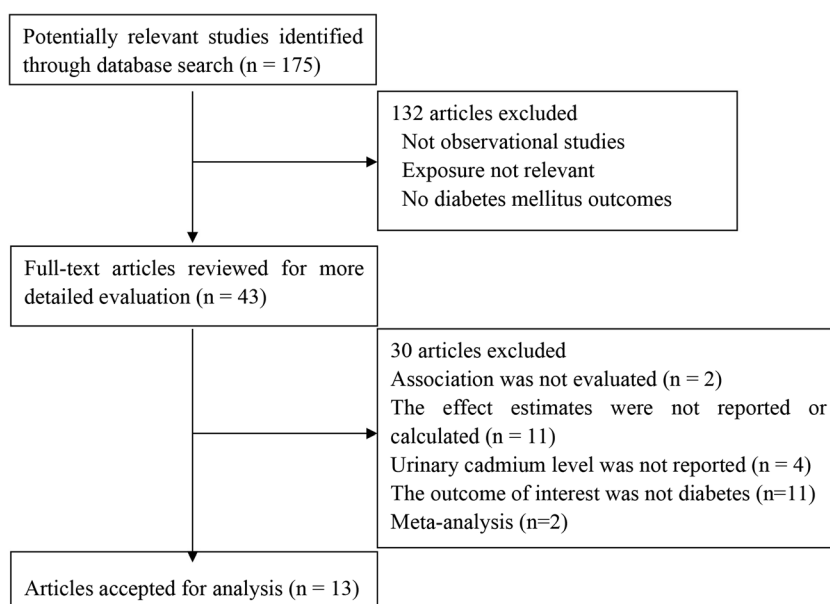 Potentially relevant studies identified
through database search (n = 175)
132 articles excluded
Not observational studies
Exposure not relevant
No diabetes mellitus outcomes
Full-text articles reviewed for more
detailed evaluation (n = 43)
30 articles excluded
Association was not evaluated (n = 2)
The effect estimates were not reported or
calculated (n = 11)
Urinary cadmium level was not reported (n = 4)
The outcome of interest was not diabetes (n=11)
Meta-analysis (n=2)
Articles accepted for analysis (n = 13)